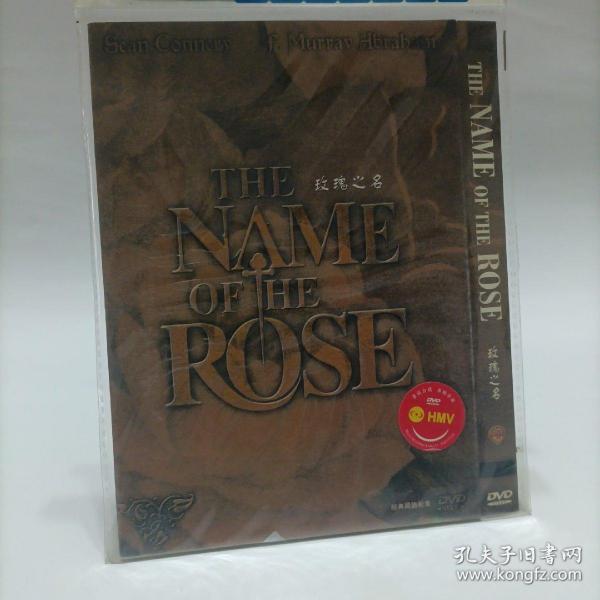 Sean Connery F. Murray Abraham
THE
玫瑰之名
NAME
OF THE
ROSE
DVD
HMV
DVD
THE NAME OF THE ROSE
玫瑰之名
DVD
孔夫子旧书网
www.kongfz.com